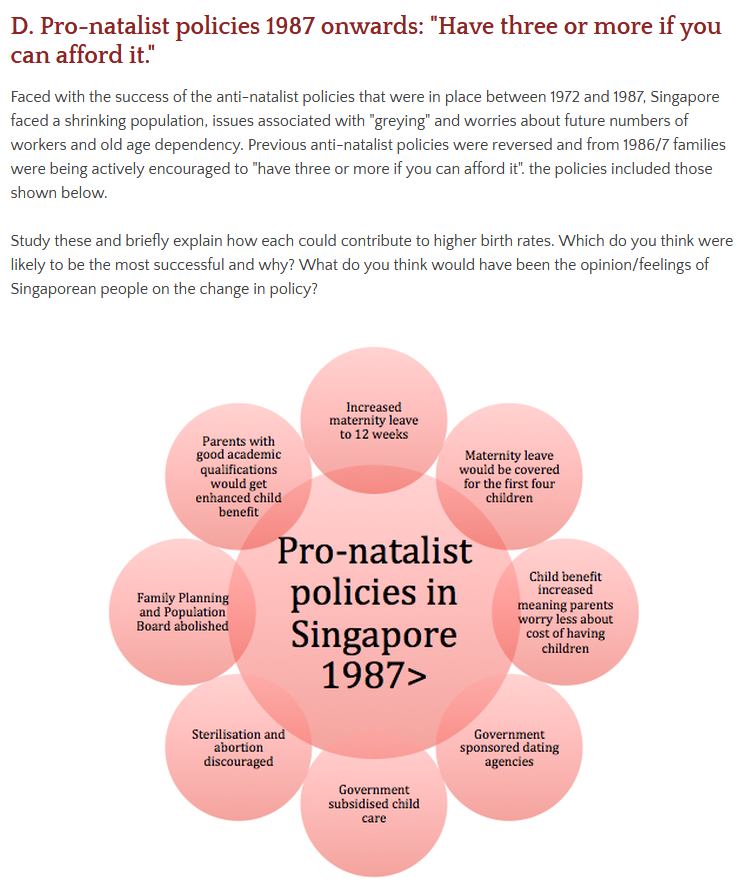 D. Pro-natalist policies 1987 onwards: "Have three or more if you
can afford it."
Faced with the success of the anti-natalist policies that were in place between 1972 and 1987, Singapore
faced a shrinking population, issues associated with "greying" and worries about future numbers of
workers and old age dependency. Previous anti-natalist policies were reversed and from 1986/7 families
were being actively encouraged to "have three or more if you can afford it". the policies included those
shown below.
Study these and briefly explain how each could contribute to higher birth rates. Which do you think were
likely to be the most successful and why? What do you think would have been the opinion/feelings of
Singaporean people on the change in policy?
Increased
maternity leave
to 12 weeks
Maternity leave
would be covered
for the first four
children
Child benefit
increased
meaning parents
worry less about
cost of having
children
Government
sponsored dating
agencies
Government
subsidised child
care
Sterilisation and
abortion
discouraged
Family Planning
and Population
Board abolished
Parents with
good academic
qualifications
would get
enhanced child
benefit
Pro-natalist
policies in
Singapore
1987>